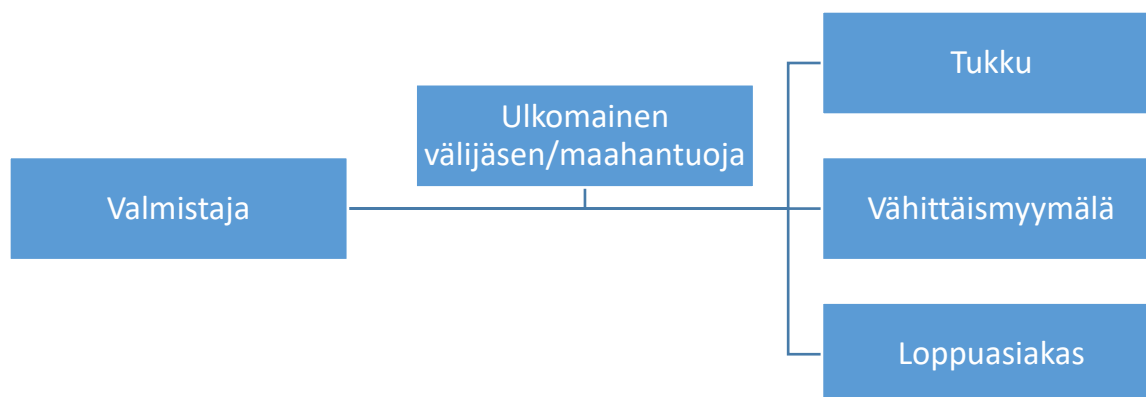 Valmistaja
Ulkomainen
välijäsen/maahantuoja
Tukku
Vähittäismyymälä
Loppuasiakas